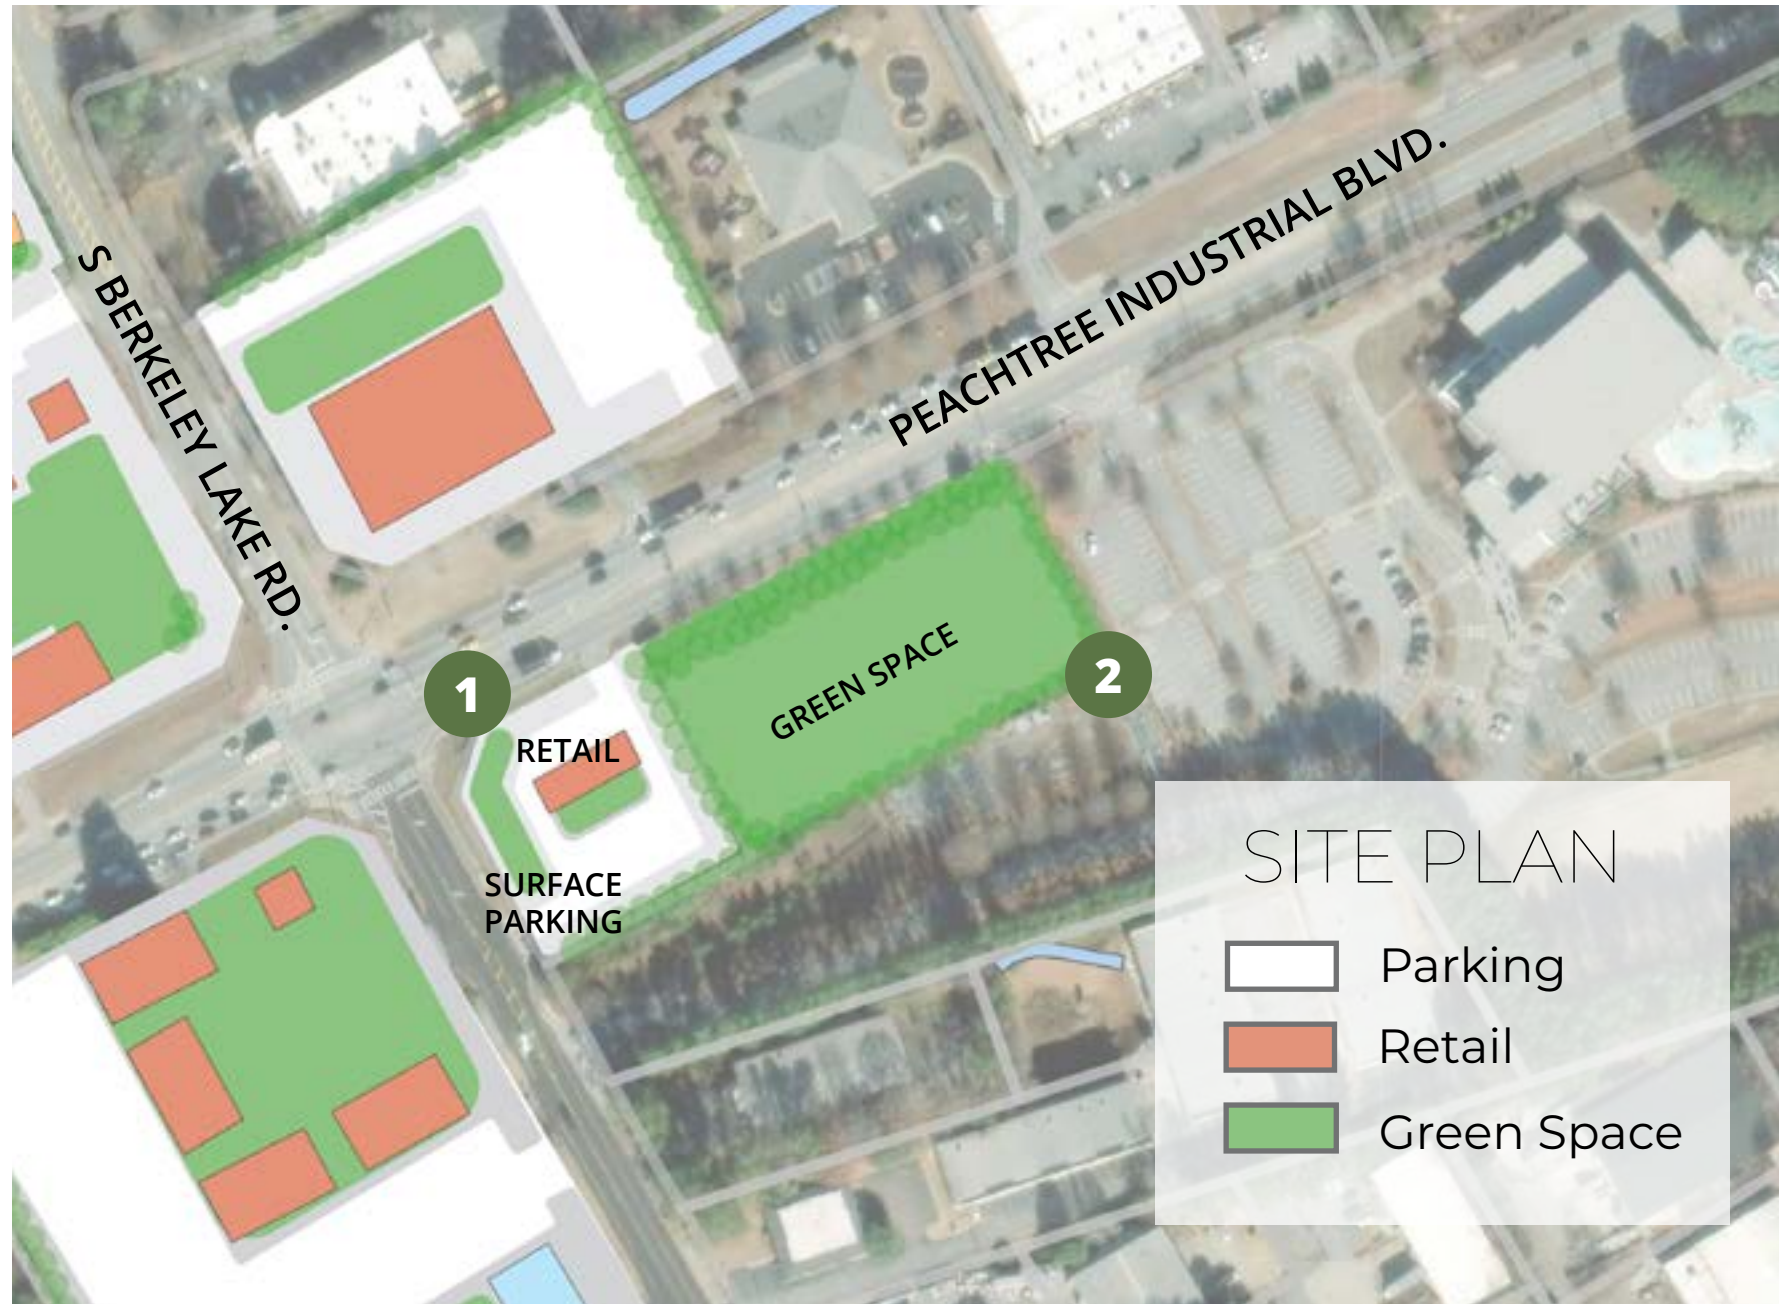 S BERKELEY LAKE RD.
PEACHTREE INDUSTRIAL BLVD.
GREEN SPACE
1
2
RETAIL
SURFACE
PARKING
SITE PLAN
Parking
Retail
Green Space